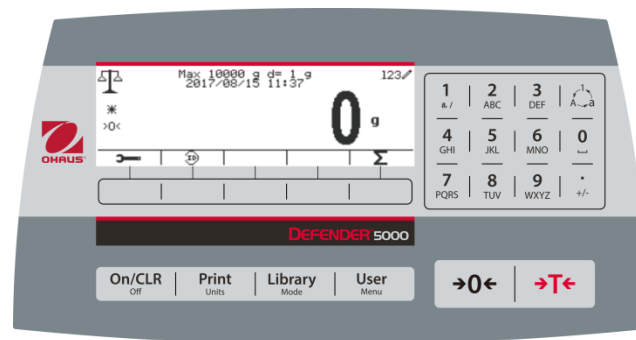 Max 10000 g d= 1 g
2017/08/15 11:37
123
>0<
0 g
ID
Σ
OHAUS
DEFENDER 5000
1 2 ABC 3 DEF A 1 a
4 GHI 5 JKL 6 MNO 0
7 PQRS 8 TUV 9 WXYZ . +/-
On/CLR Print Library User
Off Units Mode Menu
→0← →T←